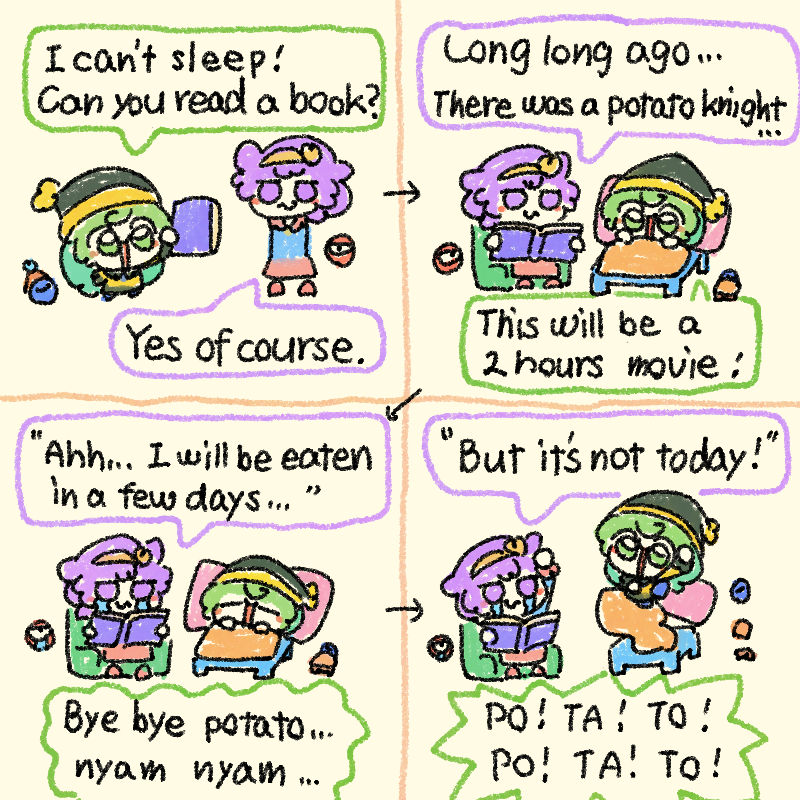 I can't sleep!
Can you read a book?
Yes of course.
Long long ago...
There was a potato knight
...
This will be a
2 hours movie!
"Ahh... I will be eaten
in a few days..."
Bye bye potato...
nyam nyam...
"But it's not today!"
PO! TA! TO!
PO! TA! TO!